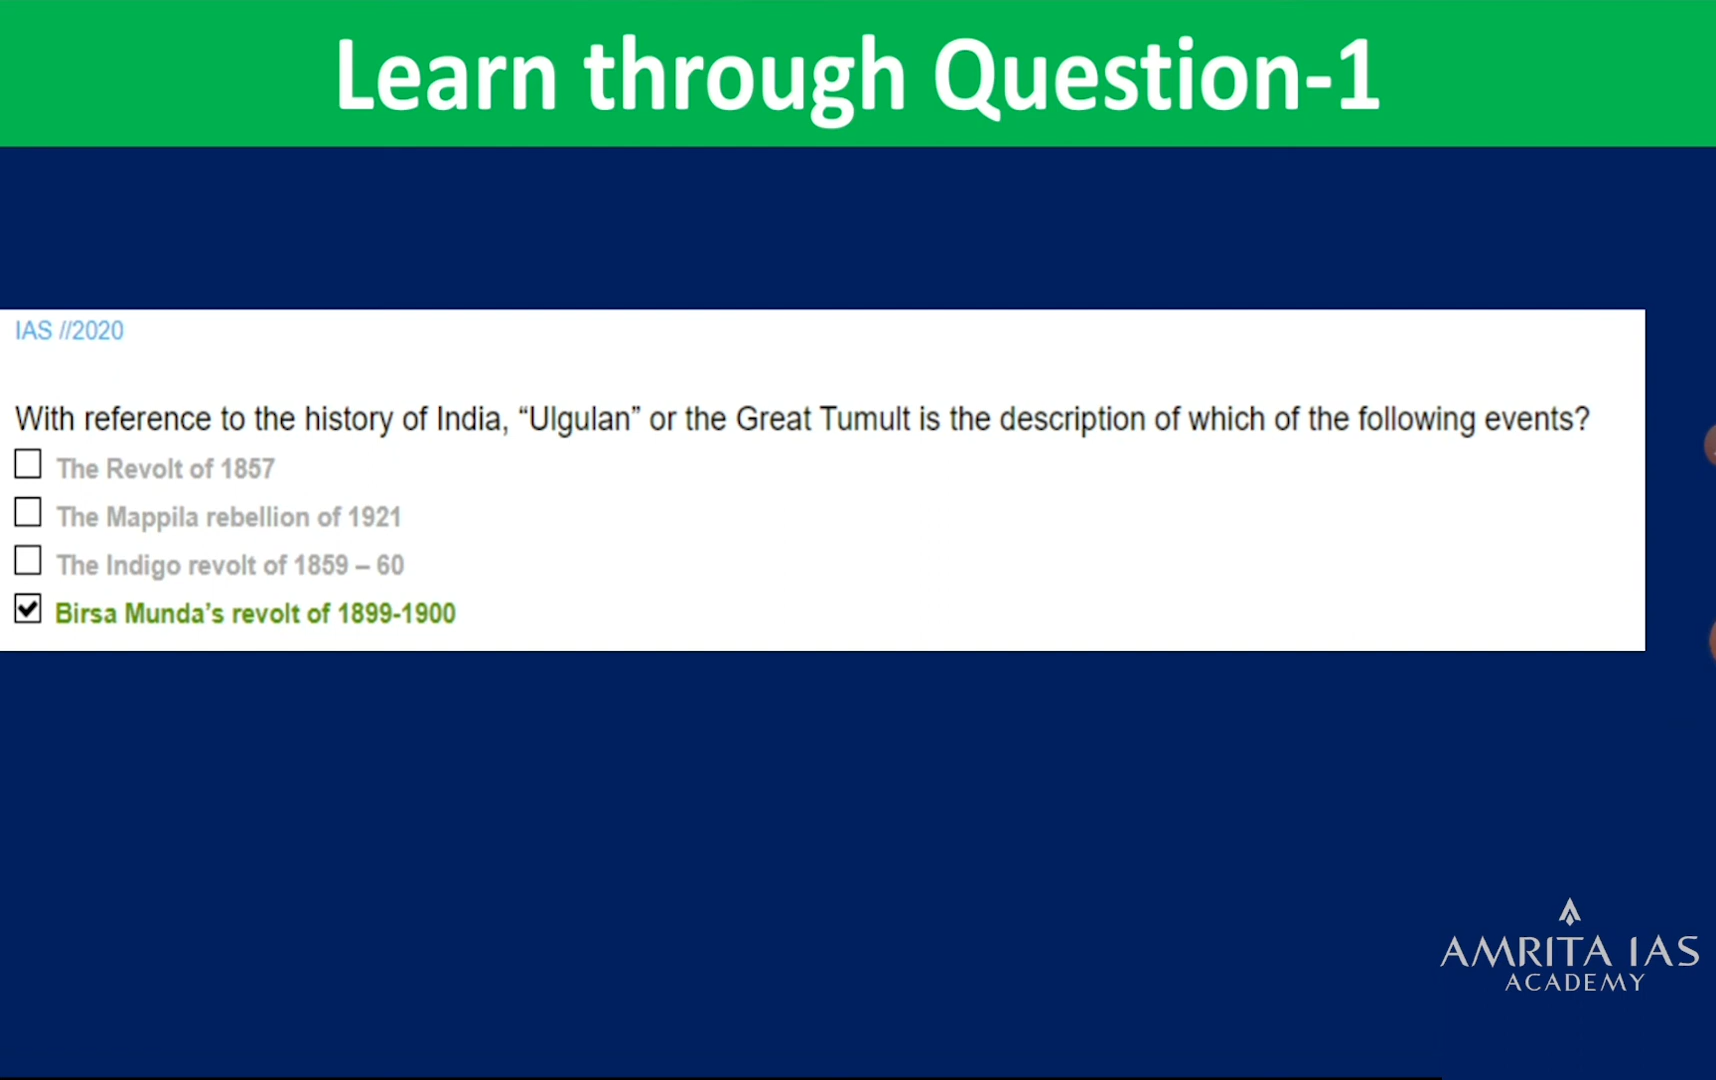 Learn through Question-1
IAS //2020
With reference to the history of India, “Ulgulan” or the Great Tumult is the description of which of the following events?
The Revolt of 1857
The Mappila rebellion of 1921
The Indigo revolt of 1859 – 60
Birsa Munda’s revolt of 1899-1900
AMRITA IAS
ACADEMY